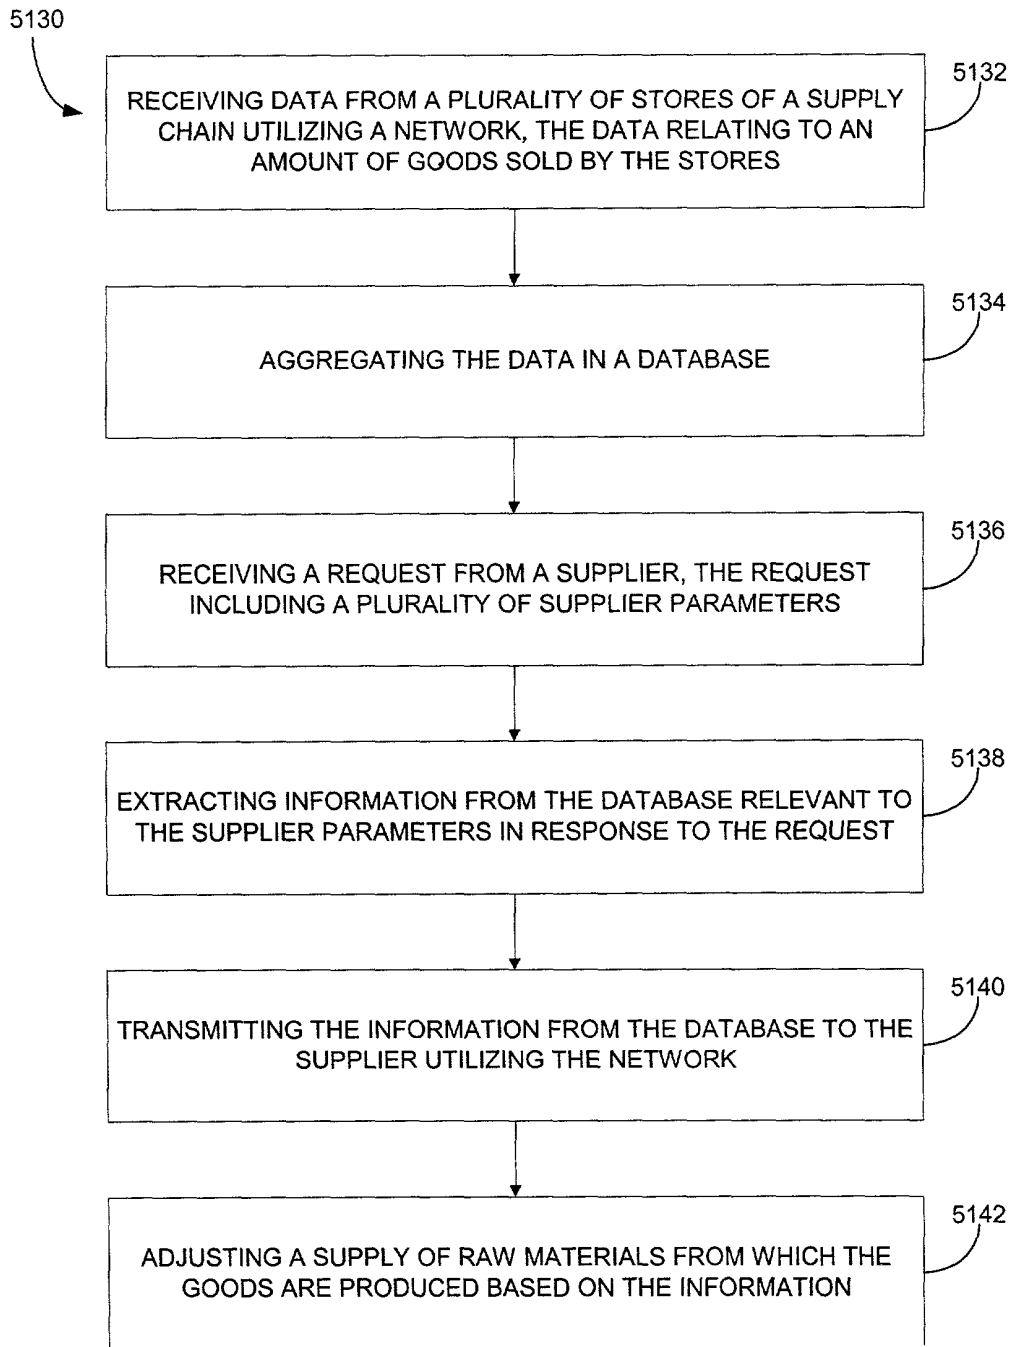 5130
5132
RECEIVING DATA FROM A PLURALITY OF STORES OF A SUPPLY
CHAIN UTILIZING A NETWORK, THE DATA RELATING TO AN
AMOUNT OF GOODS SOLD BY THE STORES
5134
AGGREGATING THE DATA IN A DATABASE
5136
RECEIVING A REQUEST FROM A SUPPLIER, THE REQUEST
INCLUDING A PLURALITY OF SUPPLIER PARAMETERS
5138
EXTRACTING INFORMATION FROM THE DATABASE RELEVANT TO
THE SUPPLIER PARAMETERS IN RESPONSE TO THE REQUEST
5140
TRANSMITTING THE INFORMATION FROM THE DATABASE TO THE
SUPPLIER UTILIZING THE NETWORK
5142
ADJUSTING A SUPPLY OF RAW MATERIALS FROM WHICH THE
GOODS ARE PRODUCED BASED ON THE INFORMATION